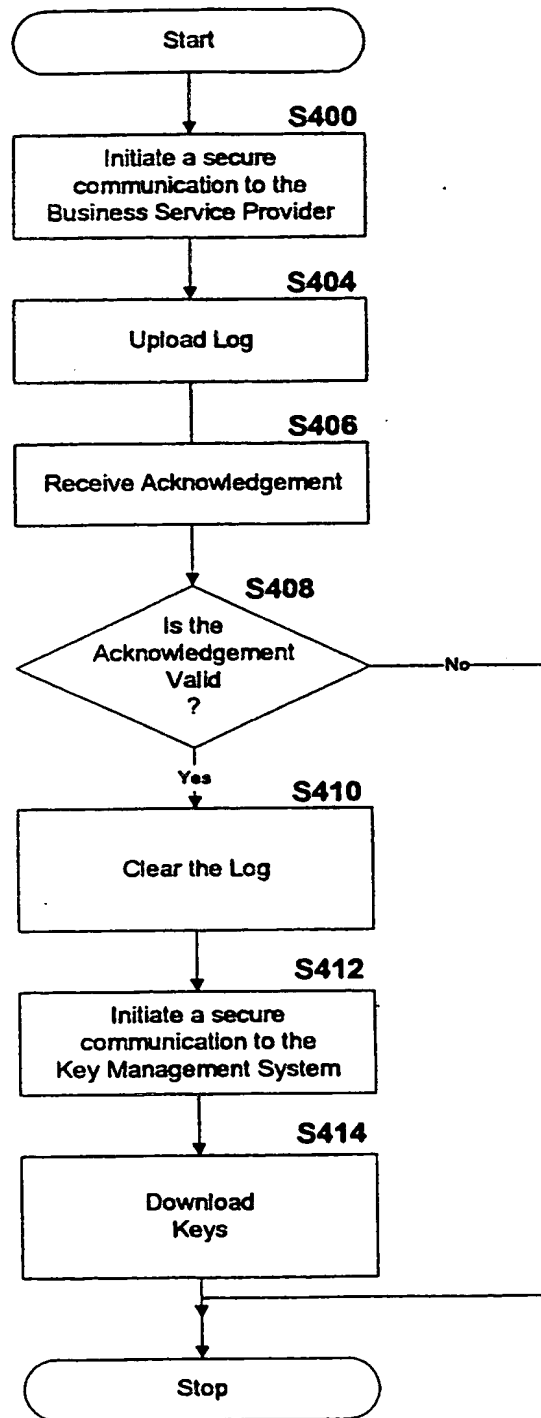 Start
S400
Initiate a secure
communication to the
Business Service Provider
S404
Upload Log
S406
Receive Acknowledgement
S408
Is the
Acknowledgement
Valid
?
No
Yes
S410
Clear the Log
S412
Initiate a secure
communication to the
Key Management System
S414
Download
Keys
Stop